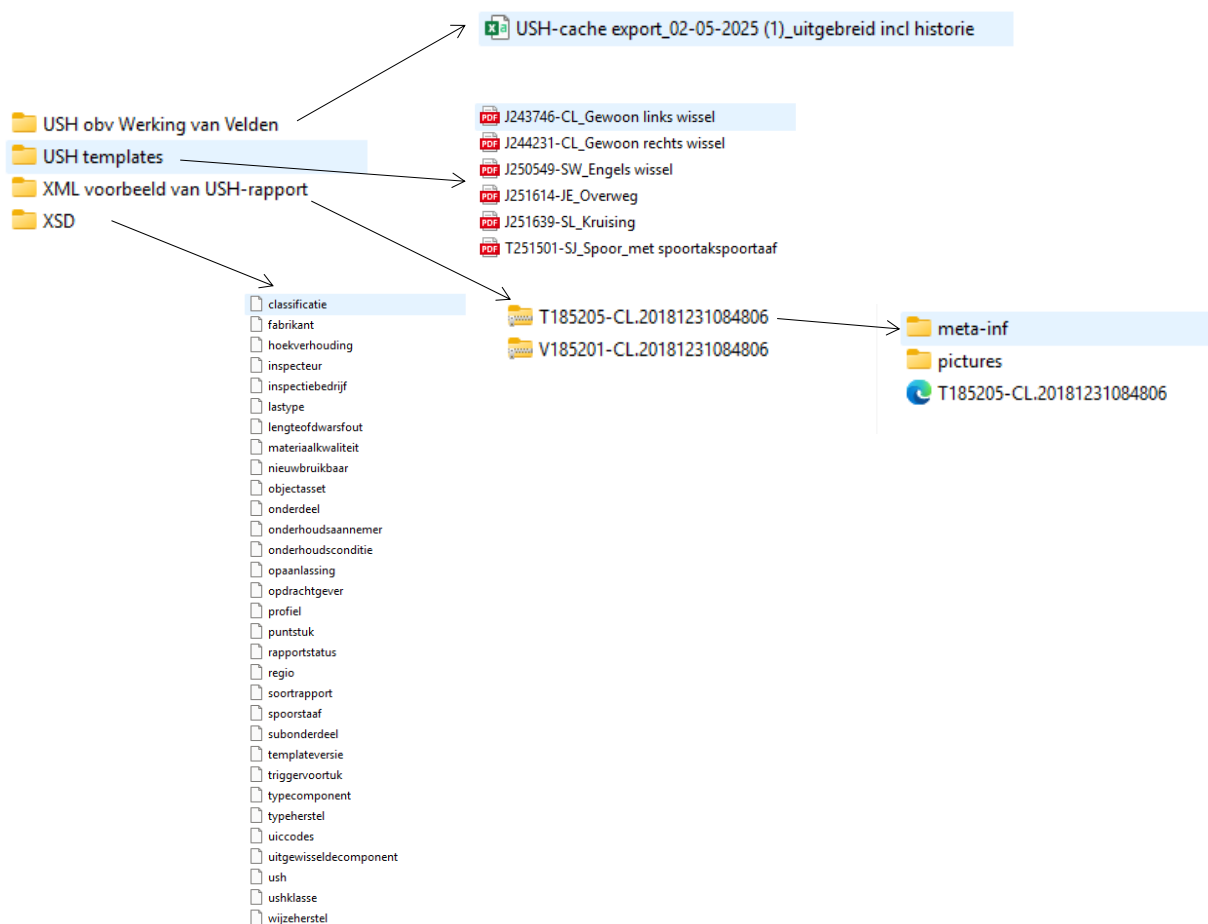 USH-cache export_02-05-2025 (1)_uitgebreid incl historie
USH obv Werking van Velden
USH templates
XML voorbeeld van USH-rapport
XSD
J243746-CL_Gewoon links wissel
J244231-CL_Gewoon rechts wissel
J250549-SW_Engels wissel
J251614-JE_Overweg
J251639-SL_Kruising
T251501-SJ_Spoor_met spoortakspoortaaf
classificatie
fabrikant
hoekverhouding
inspecteur
inspectiebedrijf
lastype
lengteofdwarsfout
materiaalkwaliteit
nieuwbruikbaar
objectasset
onderdeel
onderhoudsaannemer
onderhoudsconditie
opaanlassing
opdrachtgever
profiel
puntstuk
rapportstatus
regio
soortrapport
spoorstaaf
subonderdeel
templateversie
triggervoortuk
typecomponent
typeherstel
uiccodes
uitgewisseldecomponent
ush
ushklasse
wijzeherstel
T185205-CL.20181231084806
V185201-CL.20181231084806
meta-inf
pictures
T185205-CL.20181231084806